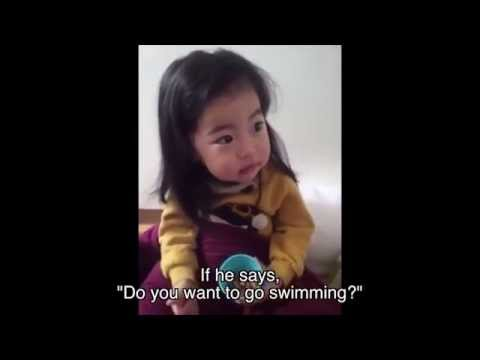 If he says,
"Do you want to go swimming?"